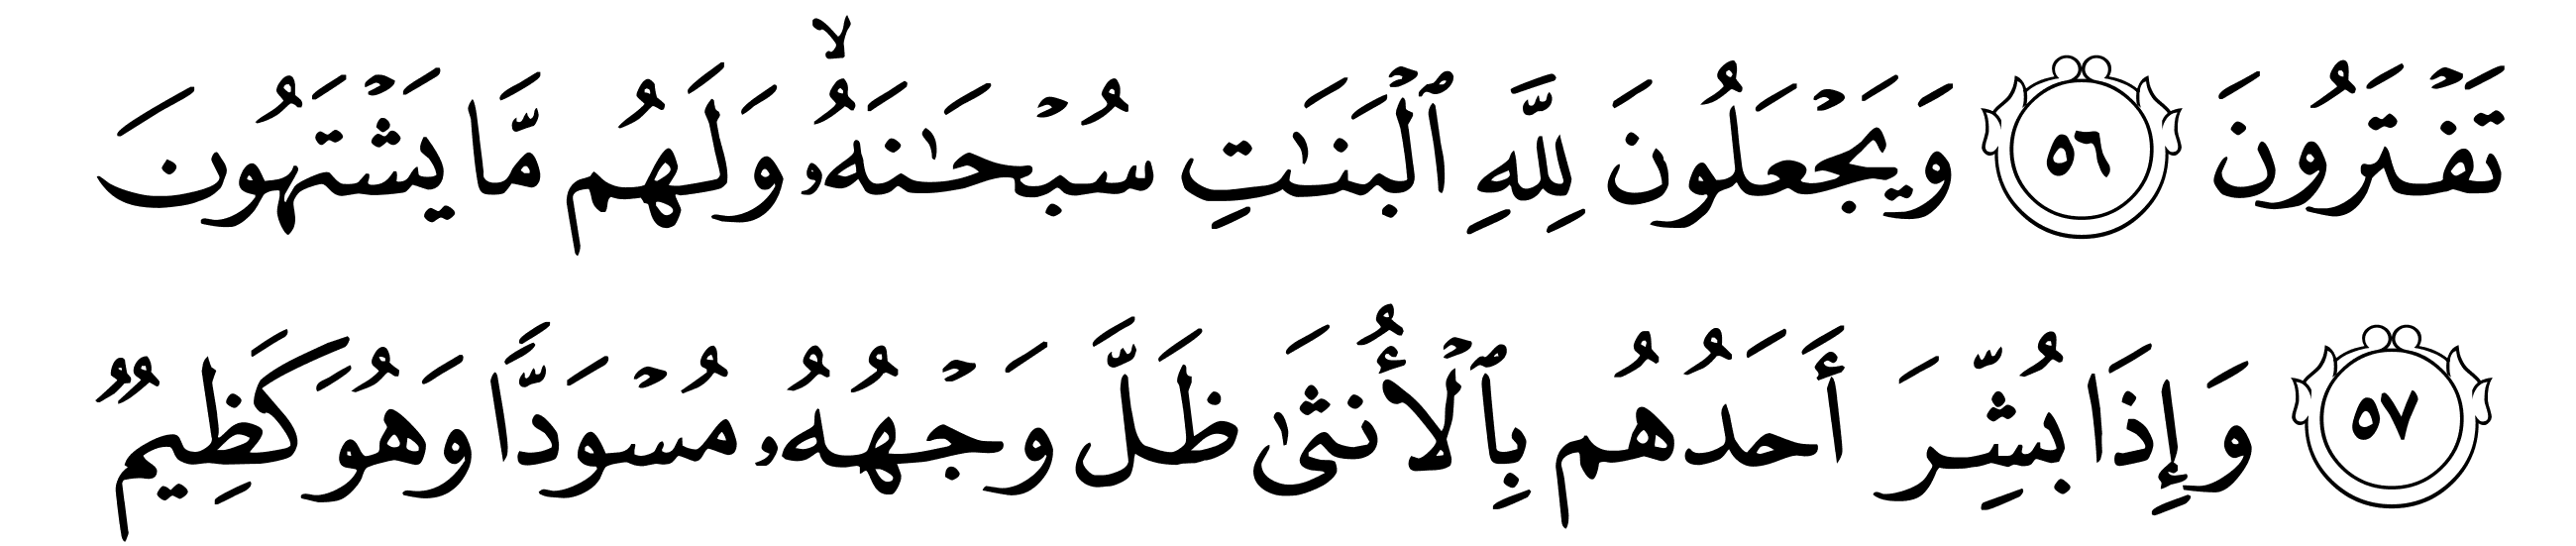 تَفۡتَرُونَ ٥٦ وَيَجۡعَلُونَ لِلَّهِ ٱلۡبَنَٰتِ سُبۡحَٰنَهُۥۙ وَلَهُم مَّا يَشۡتَهُونَ
٥٧ وَإِذَا بُشِّرَ أَحَدُهُم بِٱلۡأُنثَىٰ ظَلَّ وَجۡهُهُۥ مُسۡوَدّٗا وَهُوَ كَظِيمٞ